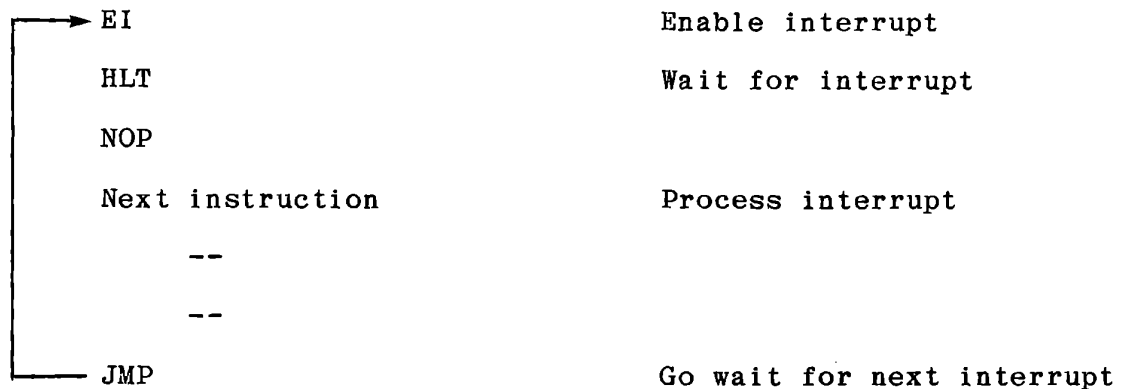 EI Enable interrupt
HLT Wait for interrupt
NOP
Next instruction Process interrupt
--
--
JMP Go wait for next interrupt